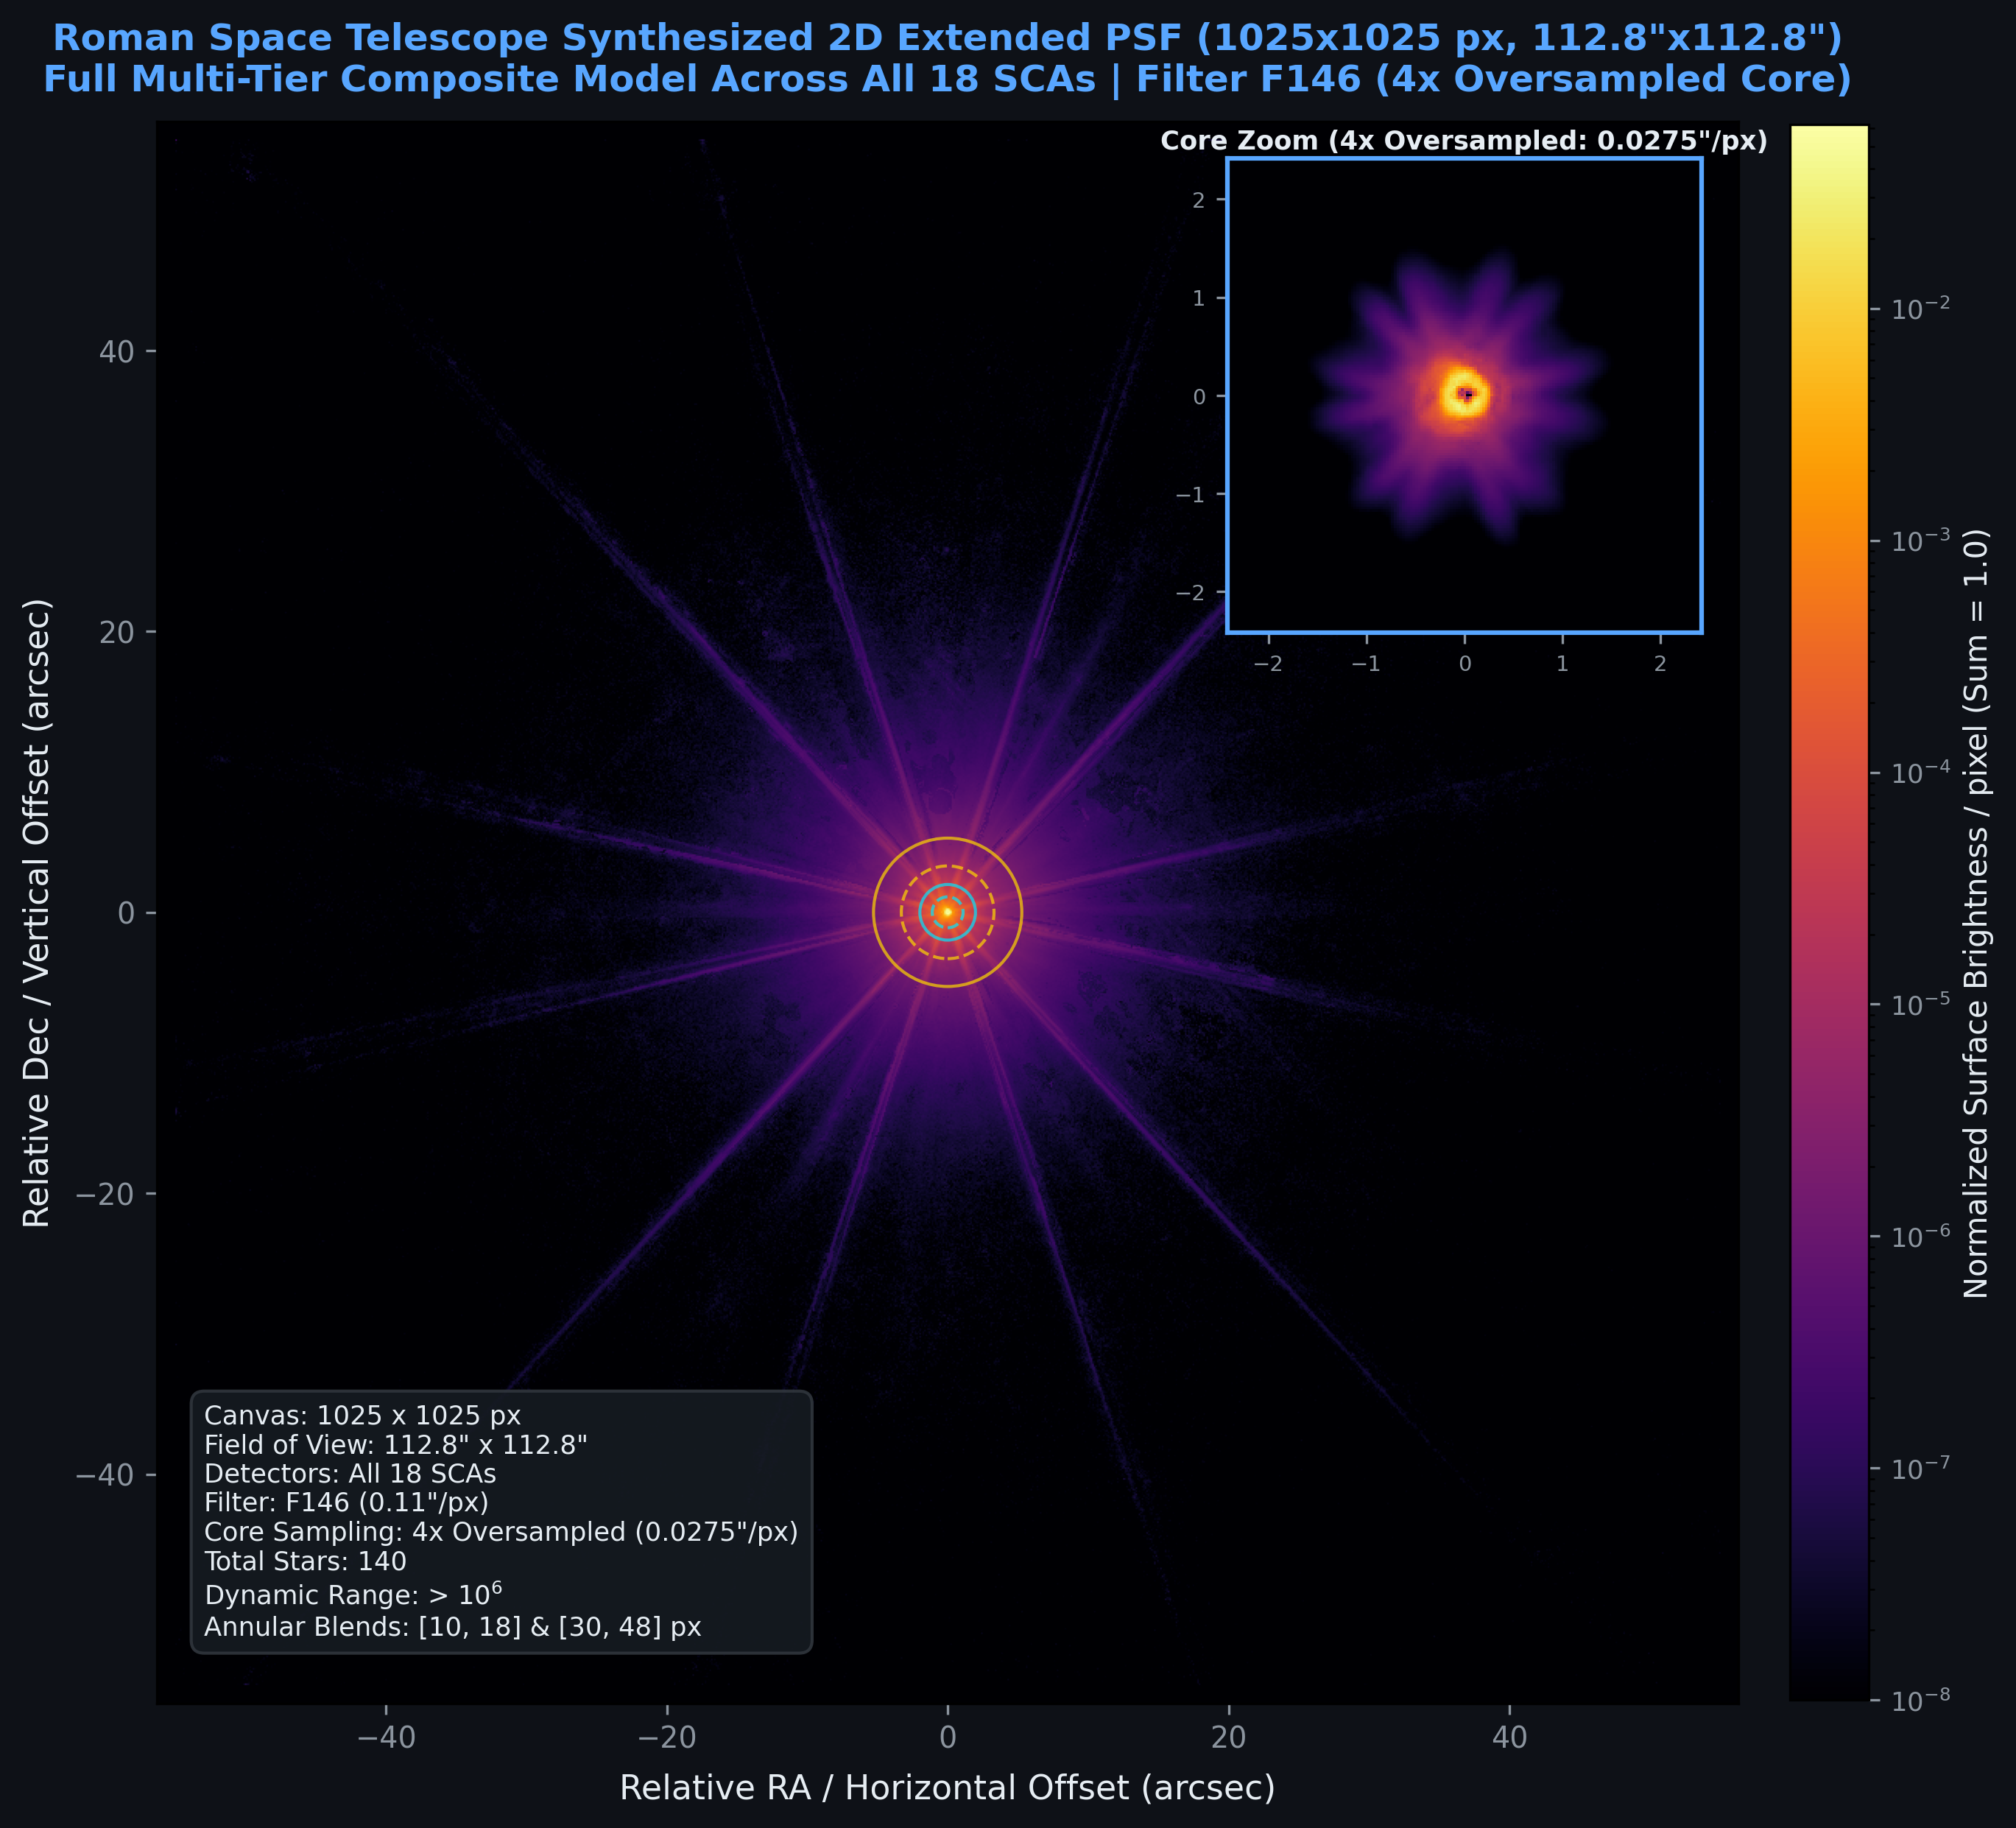 Roman Space Telescope Synthesized 2D Extended PSF (1025x1025 px, 112.8"x112.8")
Full Multi-Tier Composite Model Across All 18 SCAs | Filter F146 (4x Oversampled Core)
Core Zoom (4x Oversampled: 0.0275"/px)
2
1
0
−1
−2
−2
−1
0
1
2
40
20
0
−20
−40
Relative Dec / Vertical Offset (arcsec)
Canvas: 1025 x 1025 px
Field of View: 112.8" x 112.8"
Detectors: All 18 SCAs
Filter: F146 (0.11"/px)
Core Sampling: 4x Oversampled (0.0275"/px)
Total Stars: 140
Dynamic Range: > 10⁶
Annular Blends: [10, 18] & [30, 48] px
−40
−20
0
20
40
Relative RA / Horizontal Offset (arcsec)
10⁻²
10⁻³
10⁻⁴
10⁻⁵
10⁻⁶
10⁻⁷
10⁻⁸
Normalized Surface Brightness / pixel (Sum = 1.0)